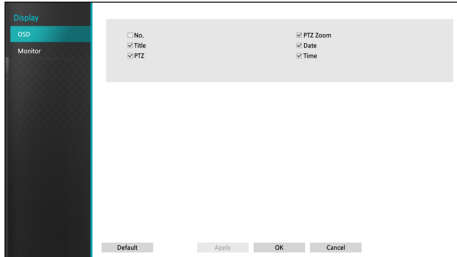 Display
OSD
Monitor
No.
PTZ Zoom
Title
Date
PTZ
Time
Default
Apply
OK
Cancel